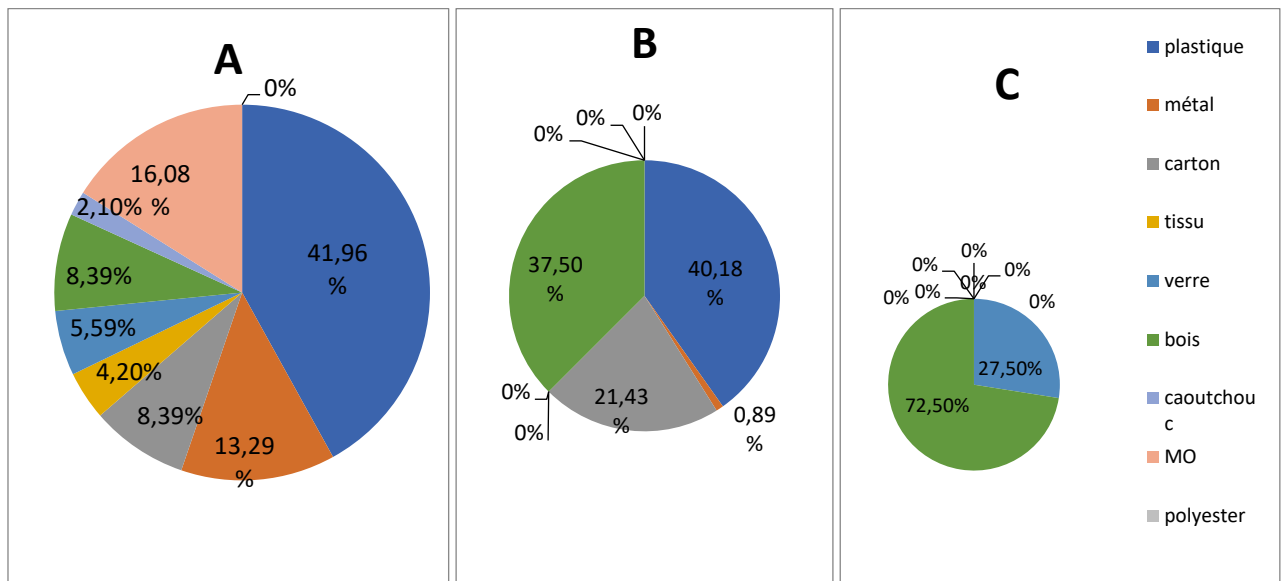 A
0%
16,08
%
2,10%
41,96
%
8,39%
5,59%
4,20%
8,39%
13,29
%
B
0%
0%
0%
37,50
%
40,18
%
0%
0%
21,43
%
0,89
%
C
0%
0%
0%
0%
0%
0%
0%
27,50%
72,50%
plastique
métal
carton
tissu
verre
bois
caoutchou
c
MO
polyester